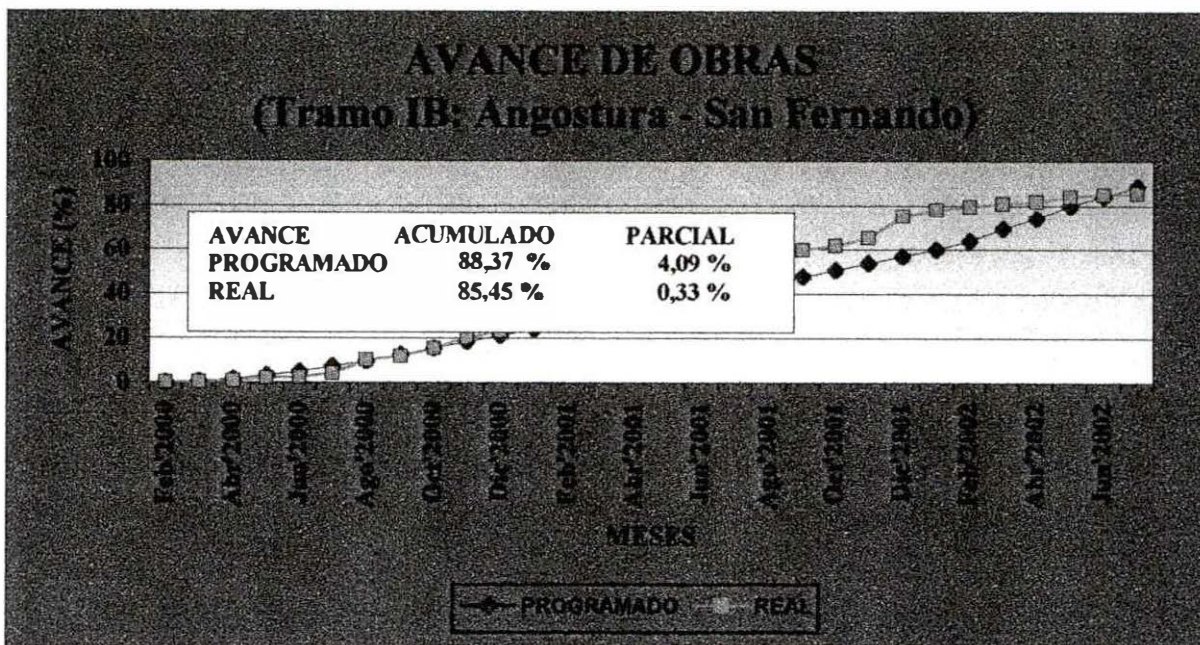 AVANCE DE OBRAS
(Tramo IB: Angostura - San Fernando)
AVANCE (%)
100
80
60
40
20
0
AVANCE ACUMULADO PARCIAL
PROGRAMADO 88,37 % 4,09 %
REAL 85,45 % 0,33 %
Feb'2000
Abr'2000
Jun'2000
Ago'2000
Oct'2000
Dic'2000
Feb'2001
Abr'2001
Jun'2001
Ago'2001
Oct'2001
Dic'2001
Feb'2002
Abr'2002
Jun'2002
MESES
PROGRAMADO REAL